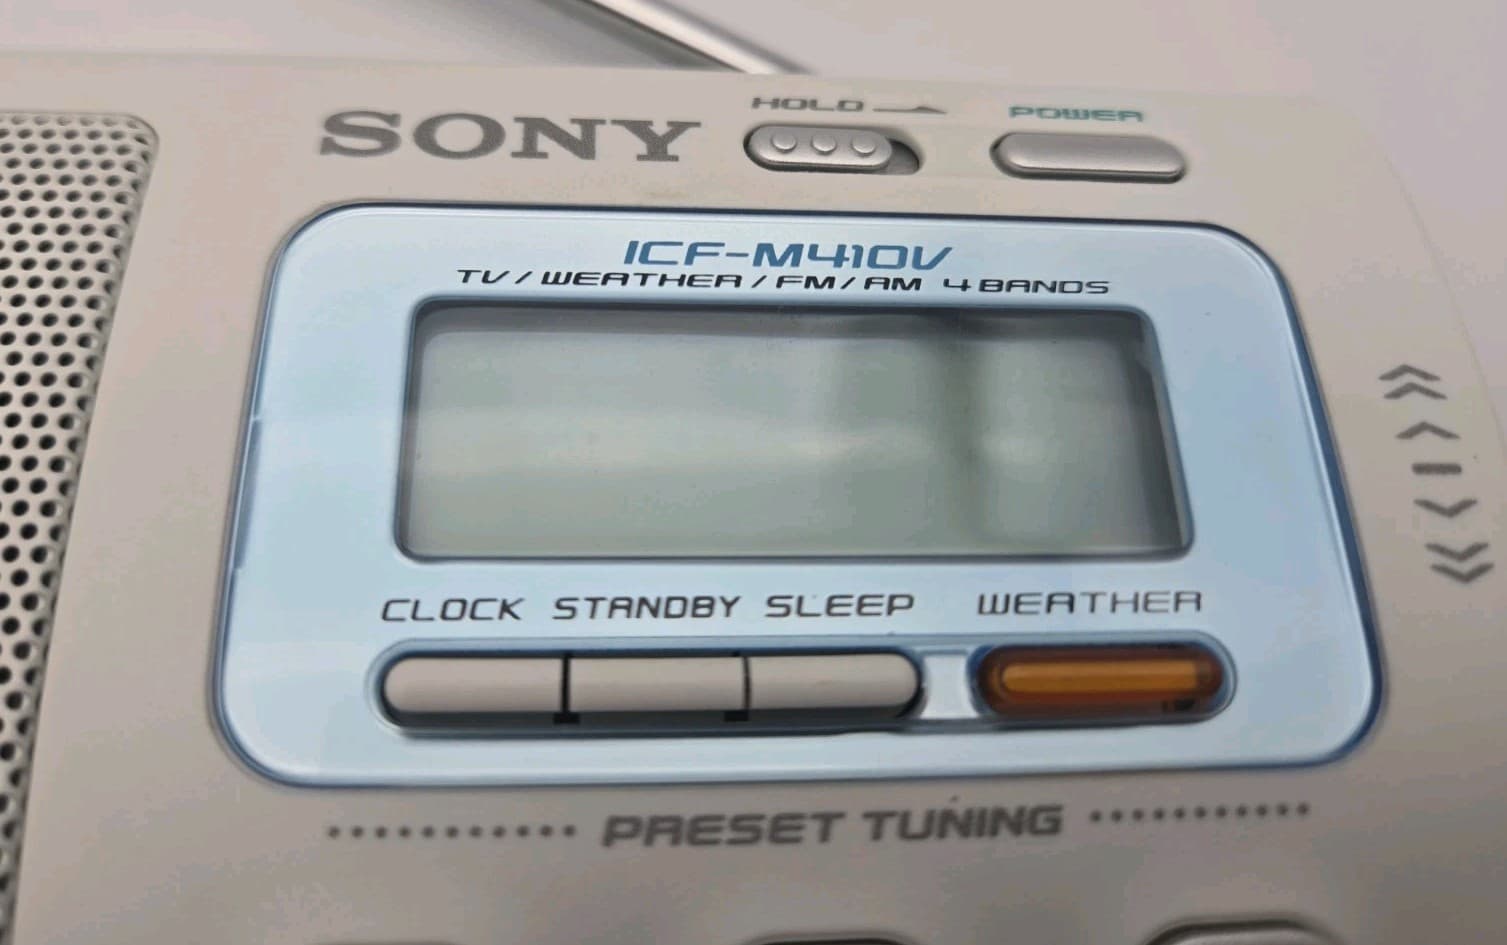 SONY
HOLD
POWER
ICF-M410V
TV / WEATHER / FM / AM 4 BANDS
CLOCK STANDBY SLEEP WEATHER
PRESET TUNING